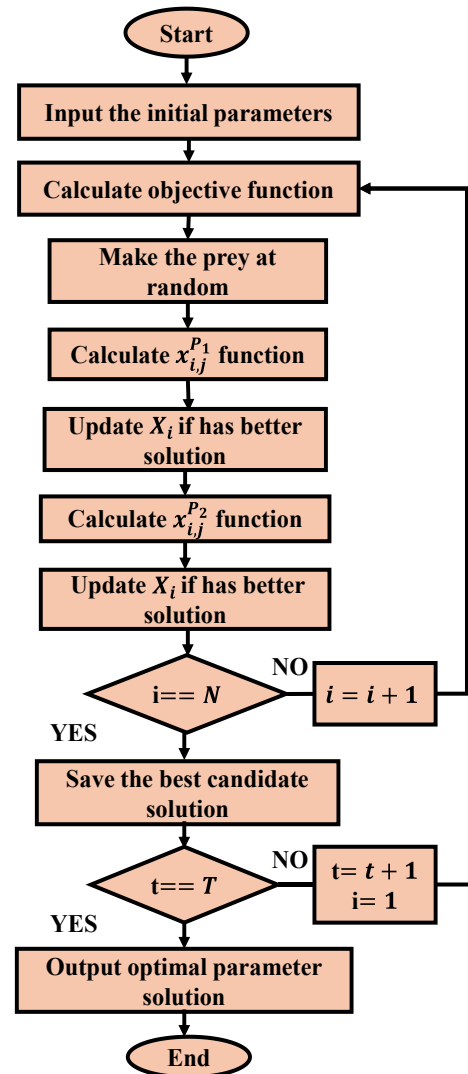 Start
Input the initial parameters
Calculate objective function
Make the prey at
random
Calculate $x_{i,j}^{P_1}$ function
Update $X_i$ if has better
solution
Calculate $x_{i,j}^{P_2}$ function
Update $X_i$ if has better
solution
i== N
NO
i = i + 1
YES
Save the best candidate
solution
t== T
NO
t= t + 1
i= 1
YES
Output optimal parameter
solution
End